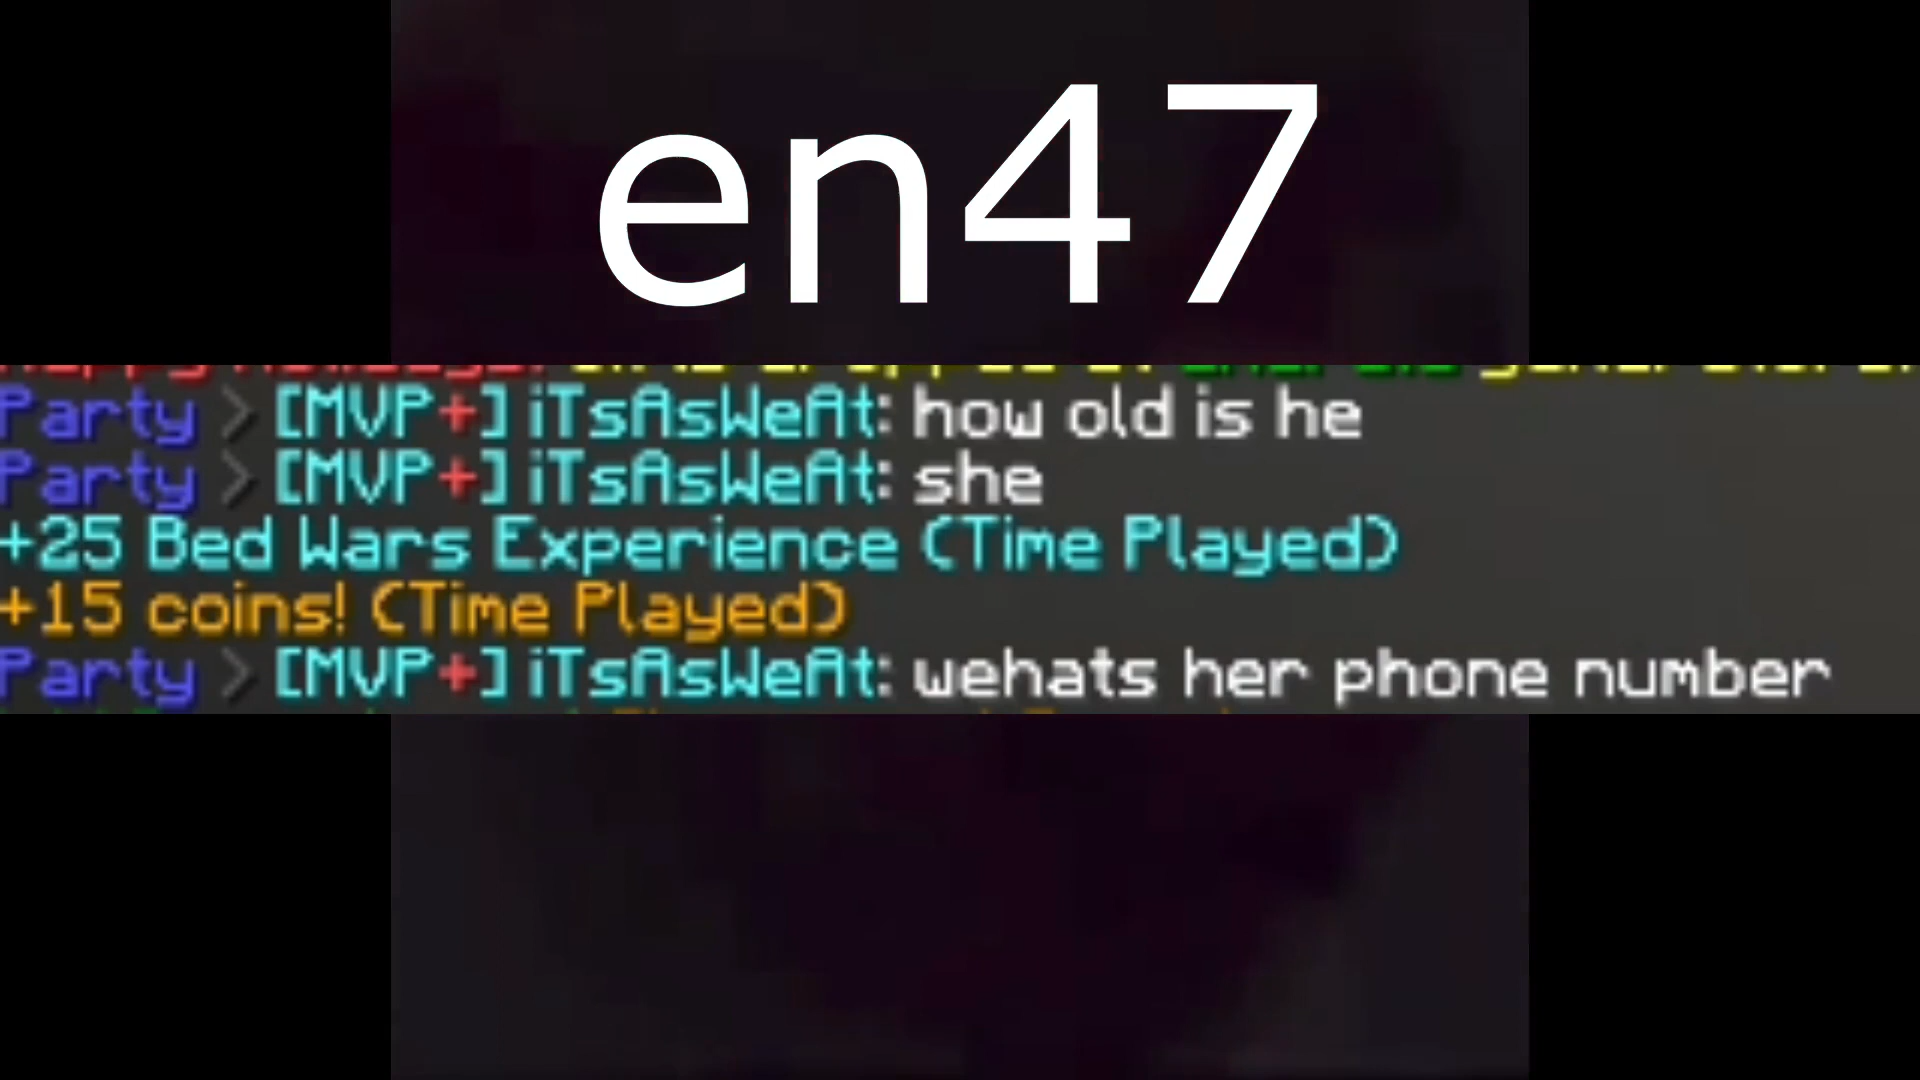 en47
Party > [MVP+] iTsAsWeAt: how old is he
Party > [MVP+] iTsAsWeAt: she
+25 Bed Wars Experience (Time Played)
+15 coins! (Time Played)
Party > [MVP+] iTsAsWeAt: wehats her phone number